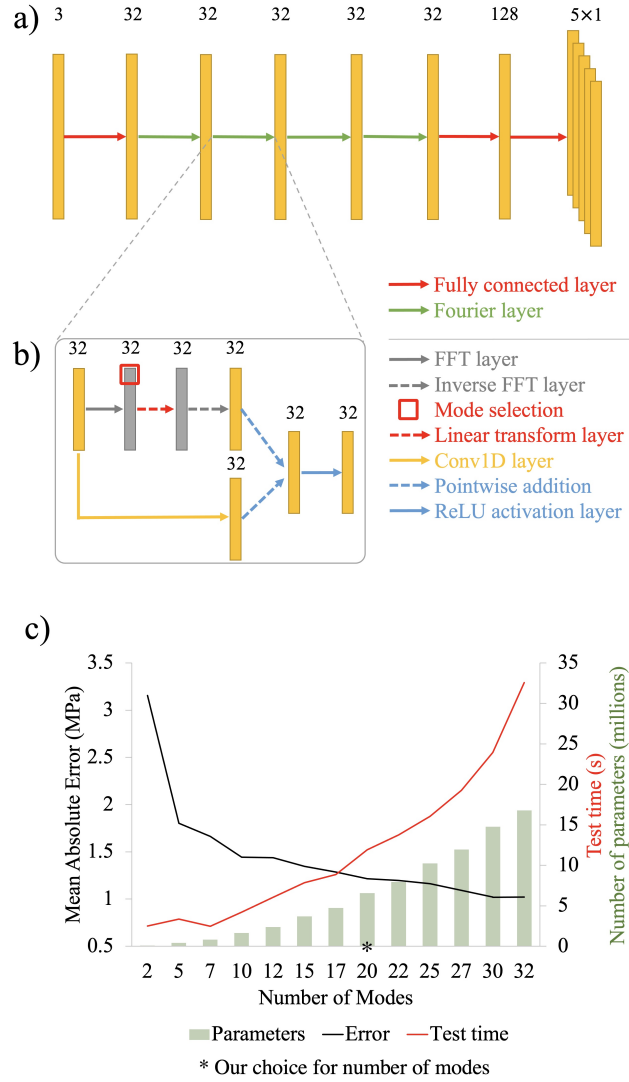 a)
3 32 32 32 32 32 128 5×1
Fully connected layer
Fourier layer
b)
32 32 32 32
FFT layer
Inverse FFT layer
Mode selection
Linear transform layer
Conv1D layer
Pointwise addition
ReLU activation layer
32 32
32
c)
Mean Absolute Error (MPa)
3.5
3
2.5
2
1.5
1
0.5
35
30
25
20
15
10
5
0
Test time (s)
Number of parameters (millions)
*
2 5 7 10 12 15 17 20 22 25 27 30 32
Number of Modes
Parameters Error Test time
* Our choice for number of modes